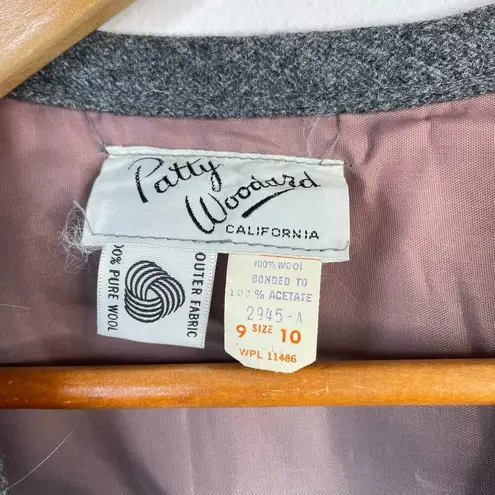 Patty
Woodard
CALIFORNIA
100% PURE WOOL
OUTER FABRIC
100% WOOL
BONDED TO
100% ACETATE
2945-A
9 SIZE 10
WPL 11486